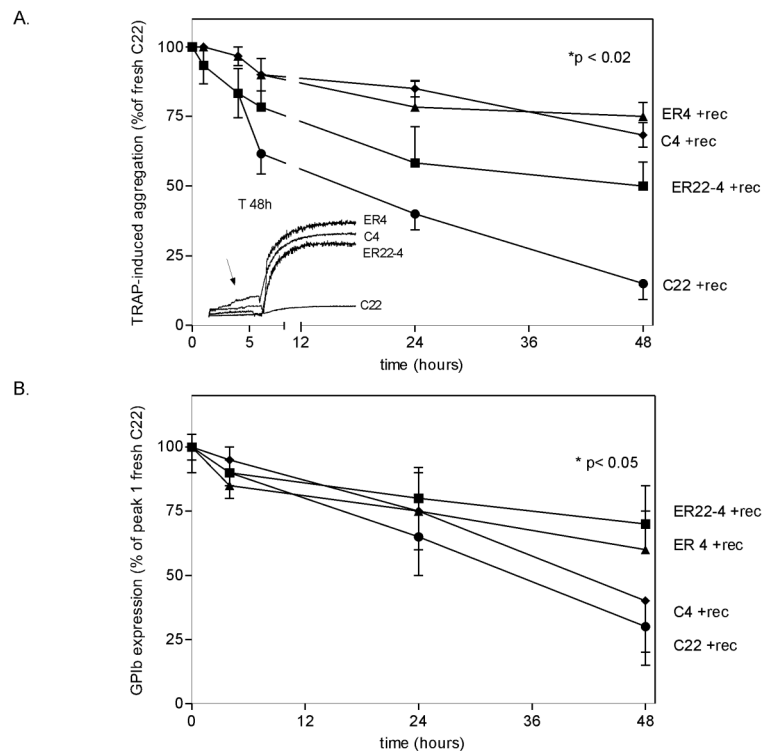 A.
TRAP-induced aggregation (%of fresh C22)
100
75
50
25
0
*p < 0.02
ER4 +rec
C4 +rec
ER22-4 +rec
C22 +rec
T 48h
ER4
C4
ER22-4
C22
0 5 12 24 36 48
time (hours)
B.
GPIb expression (% of peak 1 fresh C22)
100
75
50
25
0
* p< 0.05
ER22-4 +rec
ER 4 +rec
C4 +rec
C22 +rec
0 12 24 36 48
time (hours)